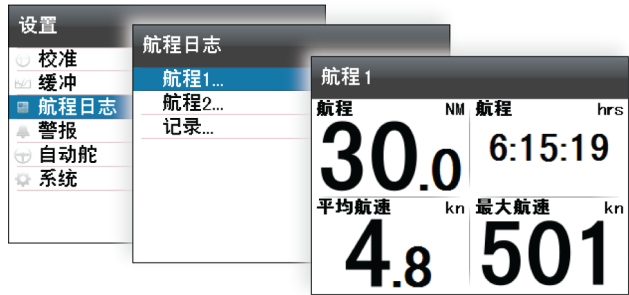 设置
校准
缓冲
航程日志
警报
自动舵
系统
航程日志
航程1...
航程2...
记录...
航程 1
航程 NM 航程 hrs
30.0 6:15:19
平均航速 kn 最大航速 kn
4.8 501